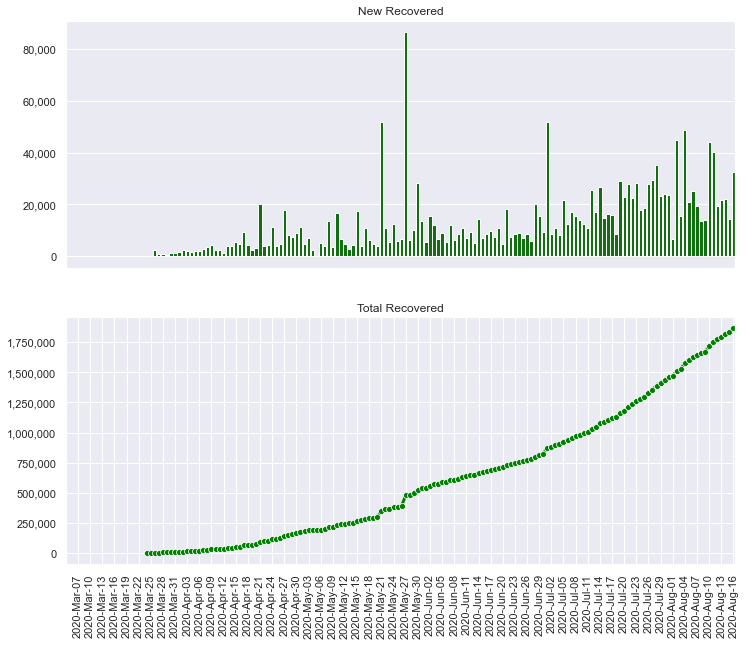 New Recovered
80,000
60,000
40,000
20,000
0
Total Recovered
1,750,000
1,500,000
1,250,000
1,000,000
750,000
500,000
250,000
0
2020-Mar-07
2020-Mar-10
2020-Mar-13
2020-Mar-16
2020-Mar-19
2020-Mar-22
2020-Mar-25
2020-Mar-28
2020-Mar-31
2020-Apr-03
2020-Apr-06
2020-Apr-09
2020-Apr-12
2020-Apr-15
2020-Apr-18
2020-Apr-21
2020-Apr-24
2020-Apr-27
2020-Apr-30
2020-May-03
2020-May-06
2020-May-09
2020-May-12
2020-May-15
2020-May-18
2020-May-21
2020-May-24
2020-May-27
2020-May-30
2020-Jun-02
2020-Jun-05
2020-Jun-08
2020-Jun-11
2020-Jun-14
2020-Jun-17
2020-Jun-20
2020-Jun-23
2020-Jun-26
2020-Jun-29
2020-Jul-02
2020-Jul-05
2020-Jul-08
2020-Jul-11
2020-Jul-14
2020-Jul-17
2020-Jul-20
2020-Jul-23
2020-Jul-26
2020-Jul-29
2020-Aug-01
2020-Aug-04
2020-Aug-07
2020-Aug-10
2020-Aug-13
2020-Aug-16